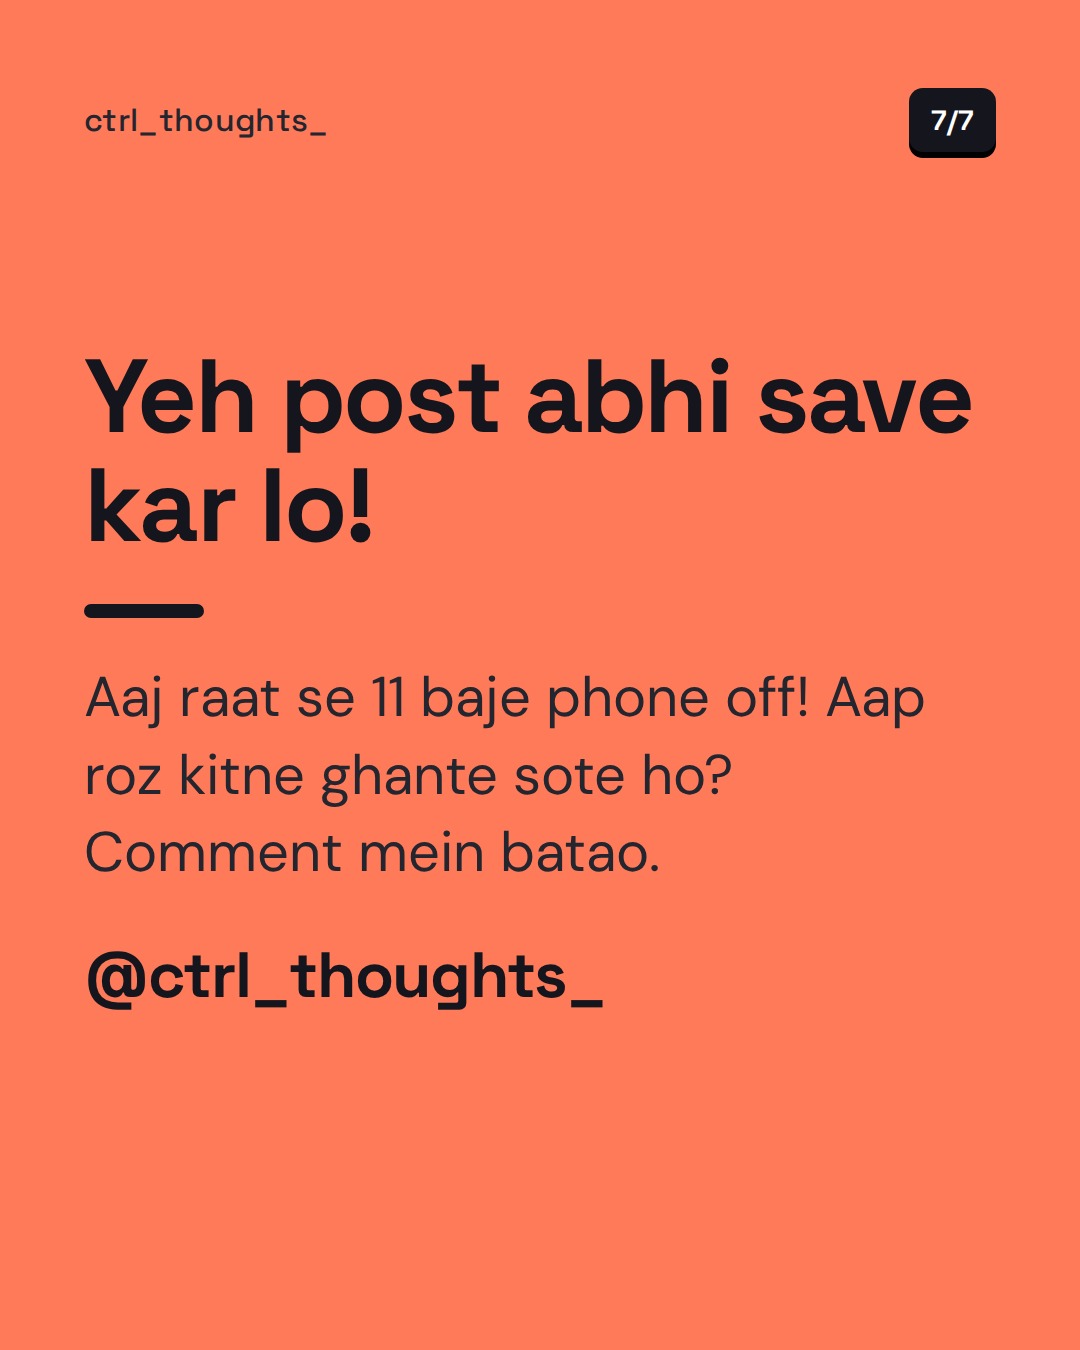 ctrl_thoughts_
7/7
Yeh post abhi save
kar lo!
Aaj raat se 11 baje phone off! Aap
roz kitne ghante sote ho?
Comment mein batao.
@ctrl_thoughts_